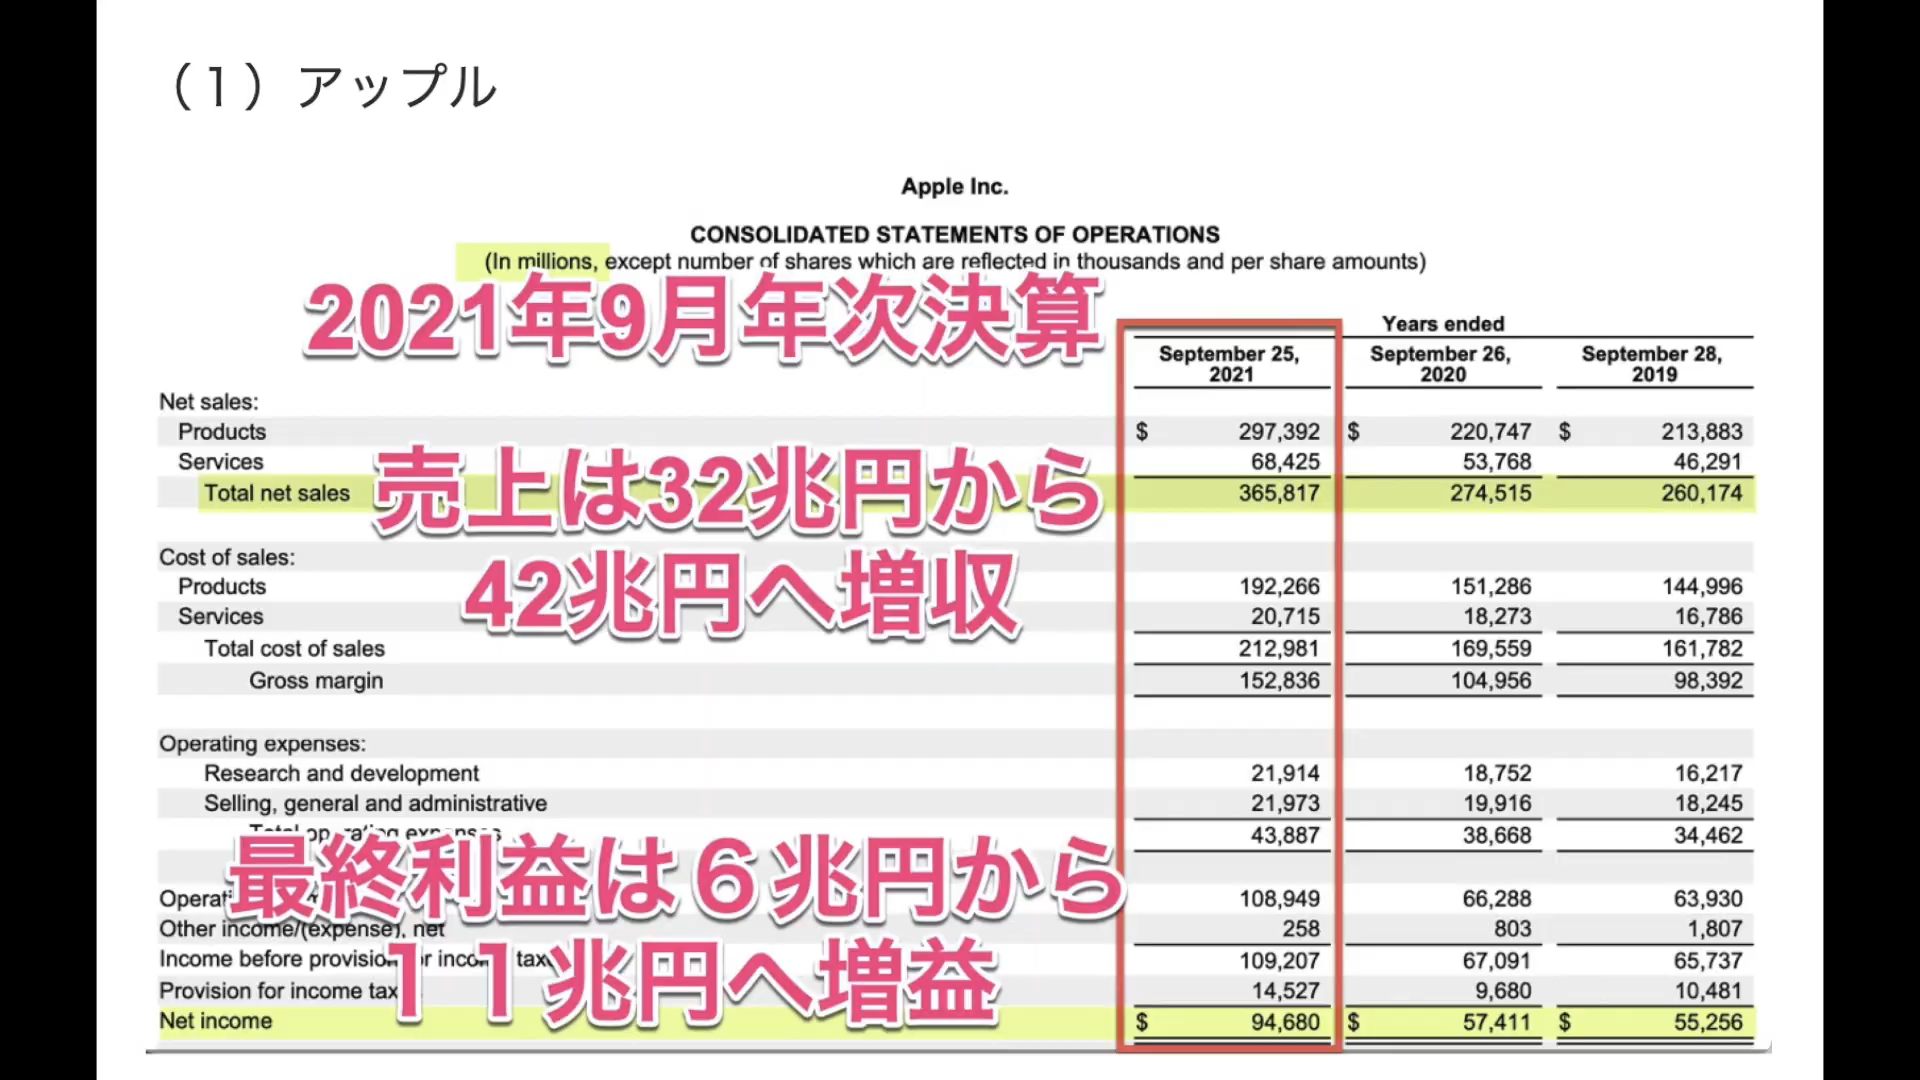 （１）アップル
Apple Inc.
CONSOLIDATED STATEMENTS OF OPERATIONS
(In millions, except number of shares which are reflected in thousands and per share amounts)
2021年9月年次決算
Years ended
September 25, 2021 September 26, 2020 September 28, 2019
Net sales:
Products $ 297,392 $ 220,747 $ 213,883
Services 68,425 53,768 46,291
Total net sales 365,817 274,515 260,174
売上は32兆円から
42兆円へ増収
Cost of sales:
Products 192,266 151,286 144,996
Services 20,715 18,273 16,786
Total cost of sales 212,981 169,559 161,782
Gross margin 152,836 104,956 98,392
Operating expenses:
Research and development 21,914 18,752 16,217
Selling, general and administrative 21,973 19,916 18,245
Total operating expenses 43,887 38,668 34,462
最終利益は６兆円から
１１兆円へ増益
108,949 66,288 63,930
Other income/(expense), net 258 803 1,807
Income before provision for income taxes 109,207 67,091 65,737
Provision for income taxes 14,527 9,680 10,481
Net income $ 94,680 $ 57,411 $ 55,256